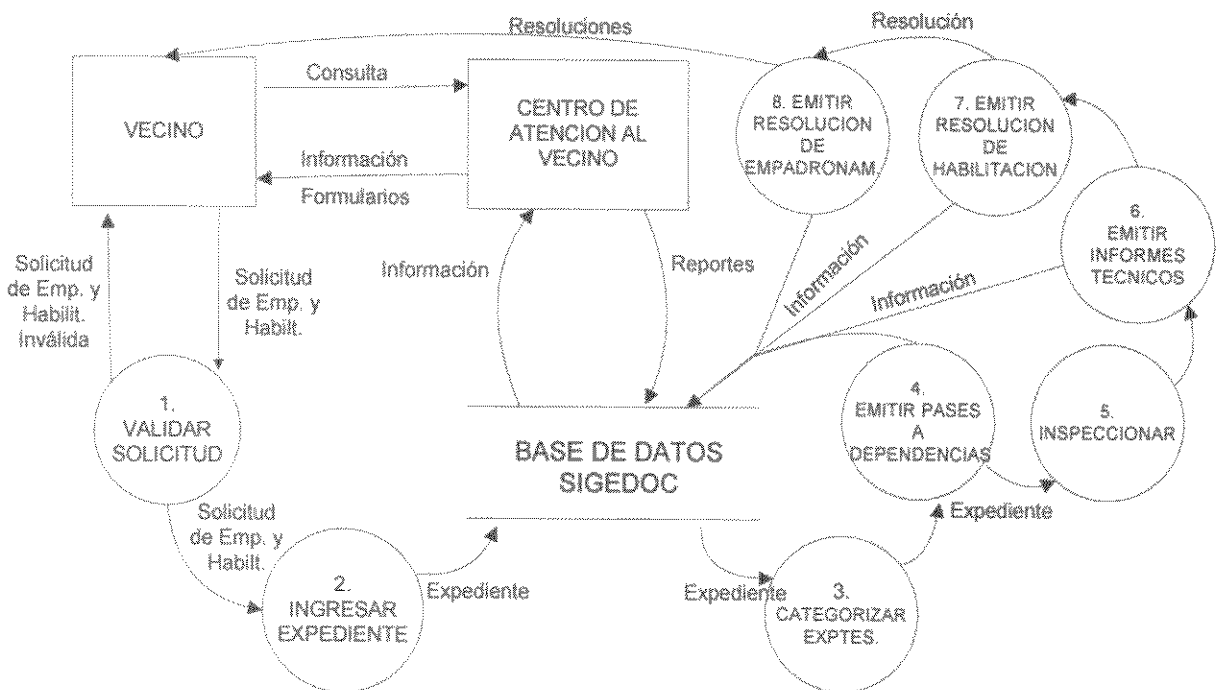 Resoluciones
Resolución
Consulta
VECINO
CENTRO DE
ATENCION AL
VECINO
8. EMITIR
RESOLUCION
DE
EMPADRONAM.
7. EMITIR
RESOLUCION
DE
HABILITACION
Información
Formularios
6.
EMITIR
INFORMES
TECNICOS
Solicitud
de Emp. y
Habilit.
Inválida
Solicitud
de Emp. y
Habilt.
Información
Reportes
Información
Información
1.
VALIDAR
SOLICITUD
BASE DE DATOS
SIGEDOC
4.
EMITIR PASES
A
DEPENDENCIAS
5.
INSPECCIONAR
Solicitud
de Emp. y
Habilt.
Expediente
2.
INGRESAR
EXPEDIENTE
Expediente
Expediente
3.
CATEGORIZAR
EXPTES.